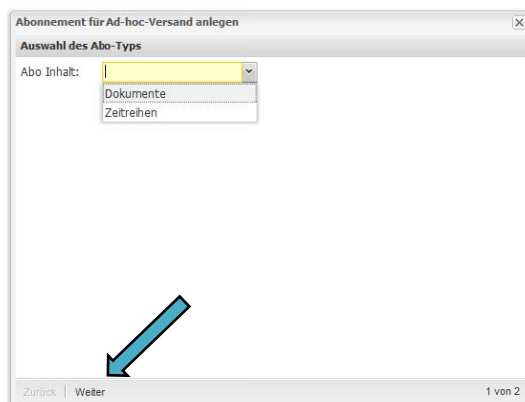 Abonnement für Ad-hoc-Versand anlegen
Auswahl des Abo-Typs
Abo Inhalt:
Dokumente
Zeitreihen
Zurück | Weiter 1 von 2